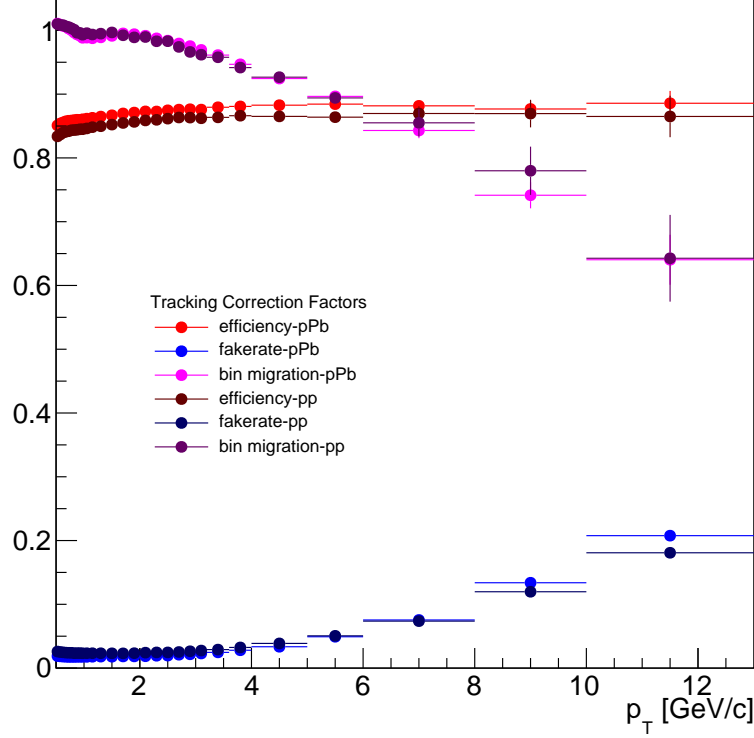 1
0.8
0.6
0.4
0.2
0
Tracking Correction Factors
efficiency-pPb
fakerate-pPb
bin migration-pPb
efficiency-pp
fakerate-pp
bin migration-pp
2 4 6 8 10 12
p_T [GeV/c]